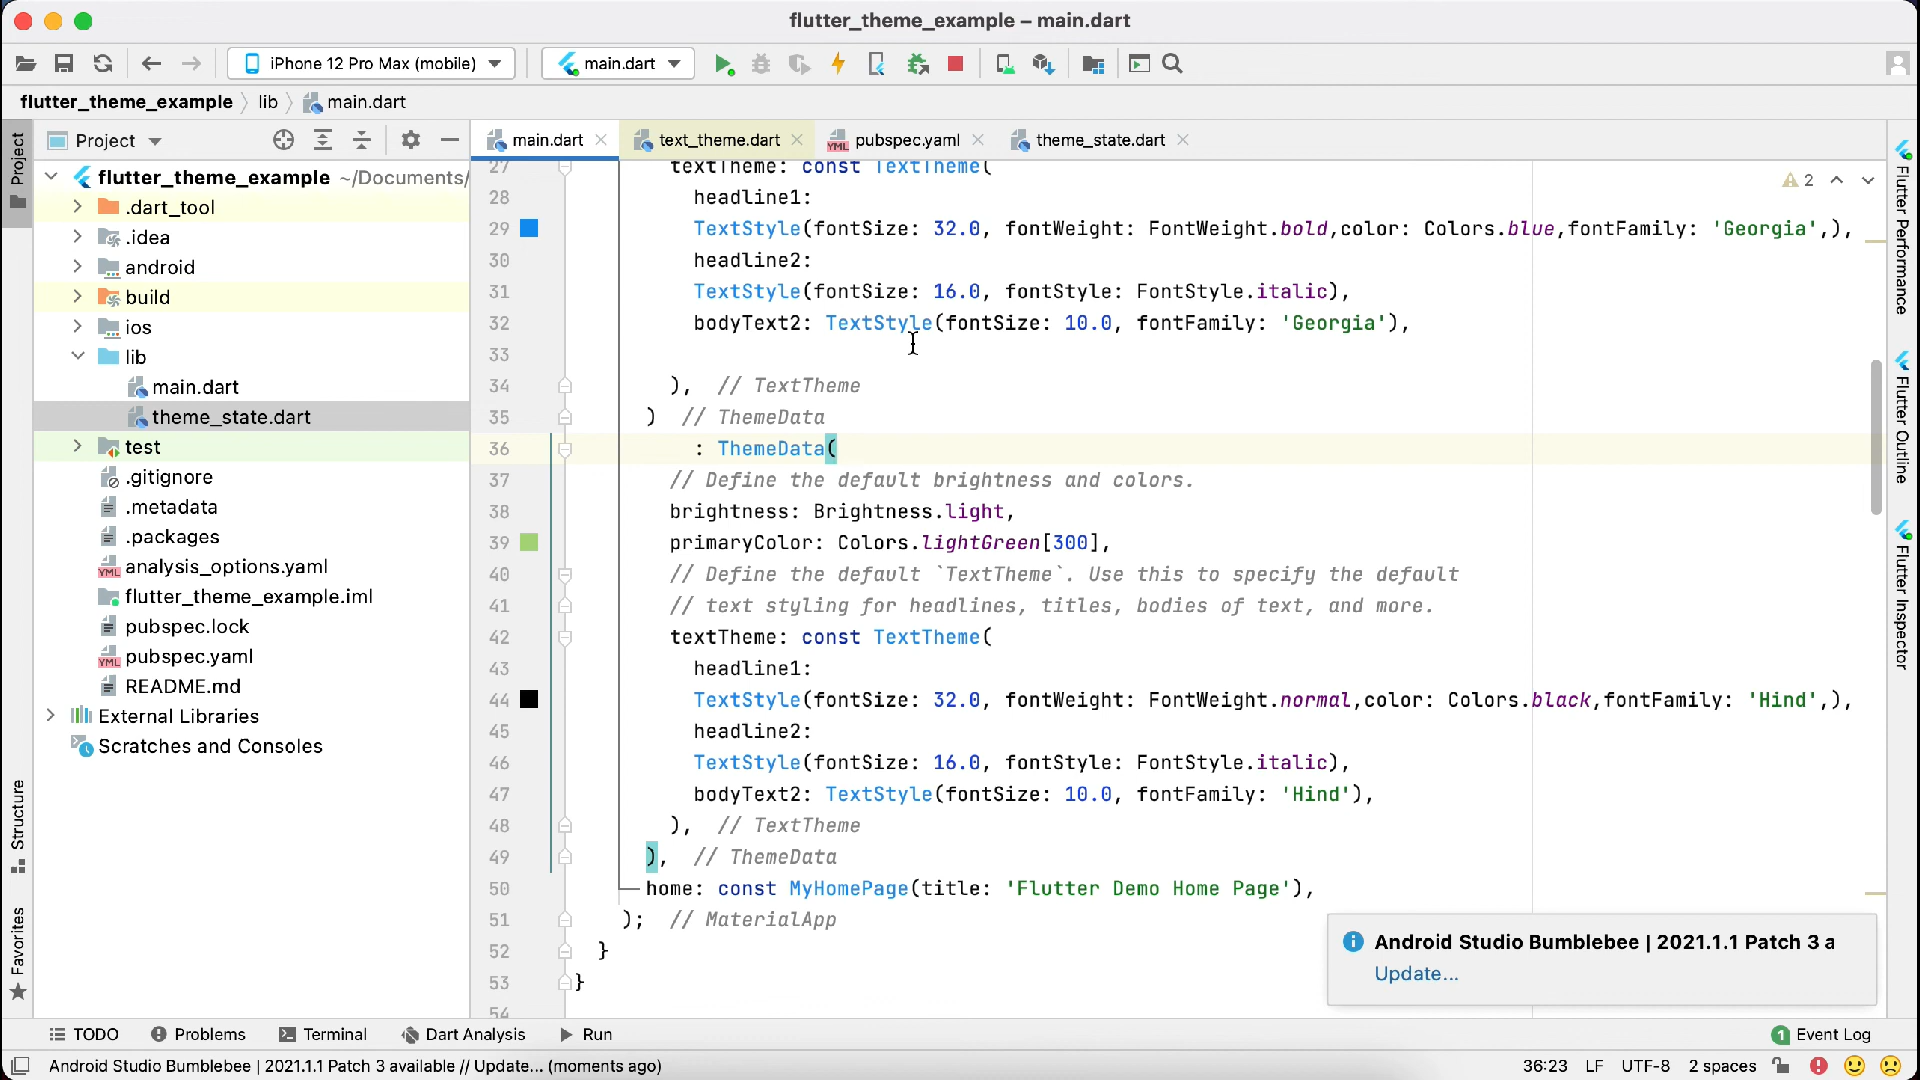 flutter_theme_example – main.dart
iPhone 12 Pro Max (mobile)
main.dart
flutter_theme_example
lib
main.dart
Project
main.dart
text_theme.dart
YML pubspec.yaml
theme_state.dart
Project
flutter_theme_example ~/Documents/
.dart_tool
.idea
android
build
ios
lib
main.dart
theme_state.dart
test
.gitignore
.metadata
.packages
YML analysis_options.yaml
flutter_theme_example.iml
pubspec.lock
YML pubspec.yaml
README.md
External Libraries
Scratches and Consoles
Structure
Favorites
27 textTheme: const TextTheme(
28 headline1:
29 TextStyle(fontSize: 32.0, fontWeight: FontWeight.bold,color: Colors.blue,fontFamily: 'Georgia',),
30 headline2:
31 TextStyle(fontSize: 16.0, fontStyle: FontStyle.italic),
32 bodyText2: TextStyle(fontSize: 10.0, fontFamily: 'Georgia'),
33
34 ), // TextTheme
35 ) // ThemeData
36 : ThemeData(
37 // Define the default brightness and colors.
38 brightness: Brightness.light,
39 primaryColor: Colors.lightGreen[300],
40 // Define the default `TextTheme`. Use this to specify the default
41 // text styling for headlines, titles, bodies of text, and more.
42 textTheme: const TextTheme(
43 headline1:
44 TextStyle(fontSize: 32.0, fontWeight: FontWeight.normal,color: Colors.black,fontFamily: 'Hind',),
45 headline2:
46 TextStyle(fontSize: 16.0, fontStyle: FontStyle.italic),
47 bodyText2: TextStyle(fontSize: 10.0, fontFamily: 'Hind'),
48 ), // TextTheme
49 ), // ThemeData
50 home: const MyHomePage(title: 'Flutter Demo Home Page'),
51 ); // MaterialApp
52 }
53 }
54
2
Flutter Performance
Flutter Outline
Flutter Inspector
Android Studio Bumblebee | 2021.1.1 Patch 3 a
Update...
TODO
Problems
Terminal
Dart Analysis
Run
1 Event Log
Android Studio Bumblebee | 2021.1.1 Patch 3 available // Update... (moments ago)
36:23 LF UTF-8 2 spaces